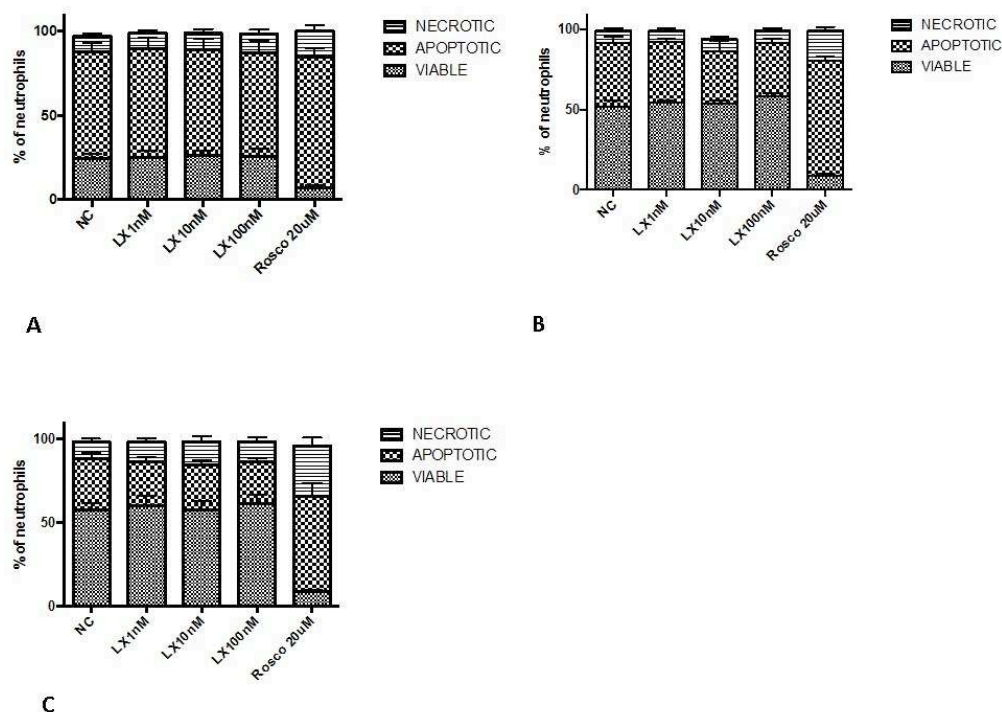 % of neutrophils
100
50
0
NC
LX1nM
LX10nM
LX100nM
Rosco 20uM
NECROTIC
APOPTOTIC
VIABLE
A
% of neutrophils
100
50
0
NC
LX1nM
LX10nM
LX100nM
Rosco 20uM
NECROTIC
APOPTOTIC
VIABLE
B
% of neutrophils
100
50
0
NC
LX1nM
LX10nM
LX100nM
Rosco 20uM
NECROTIC
APOPTOTIC
VIABLE
C